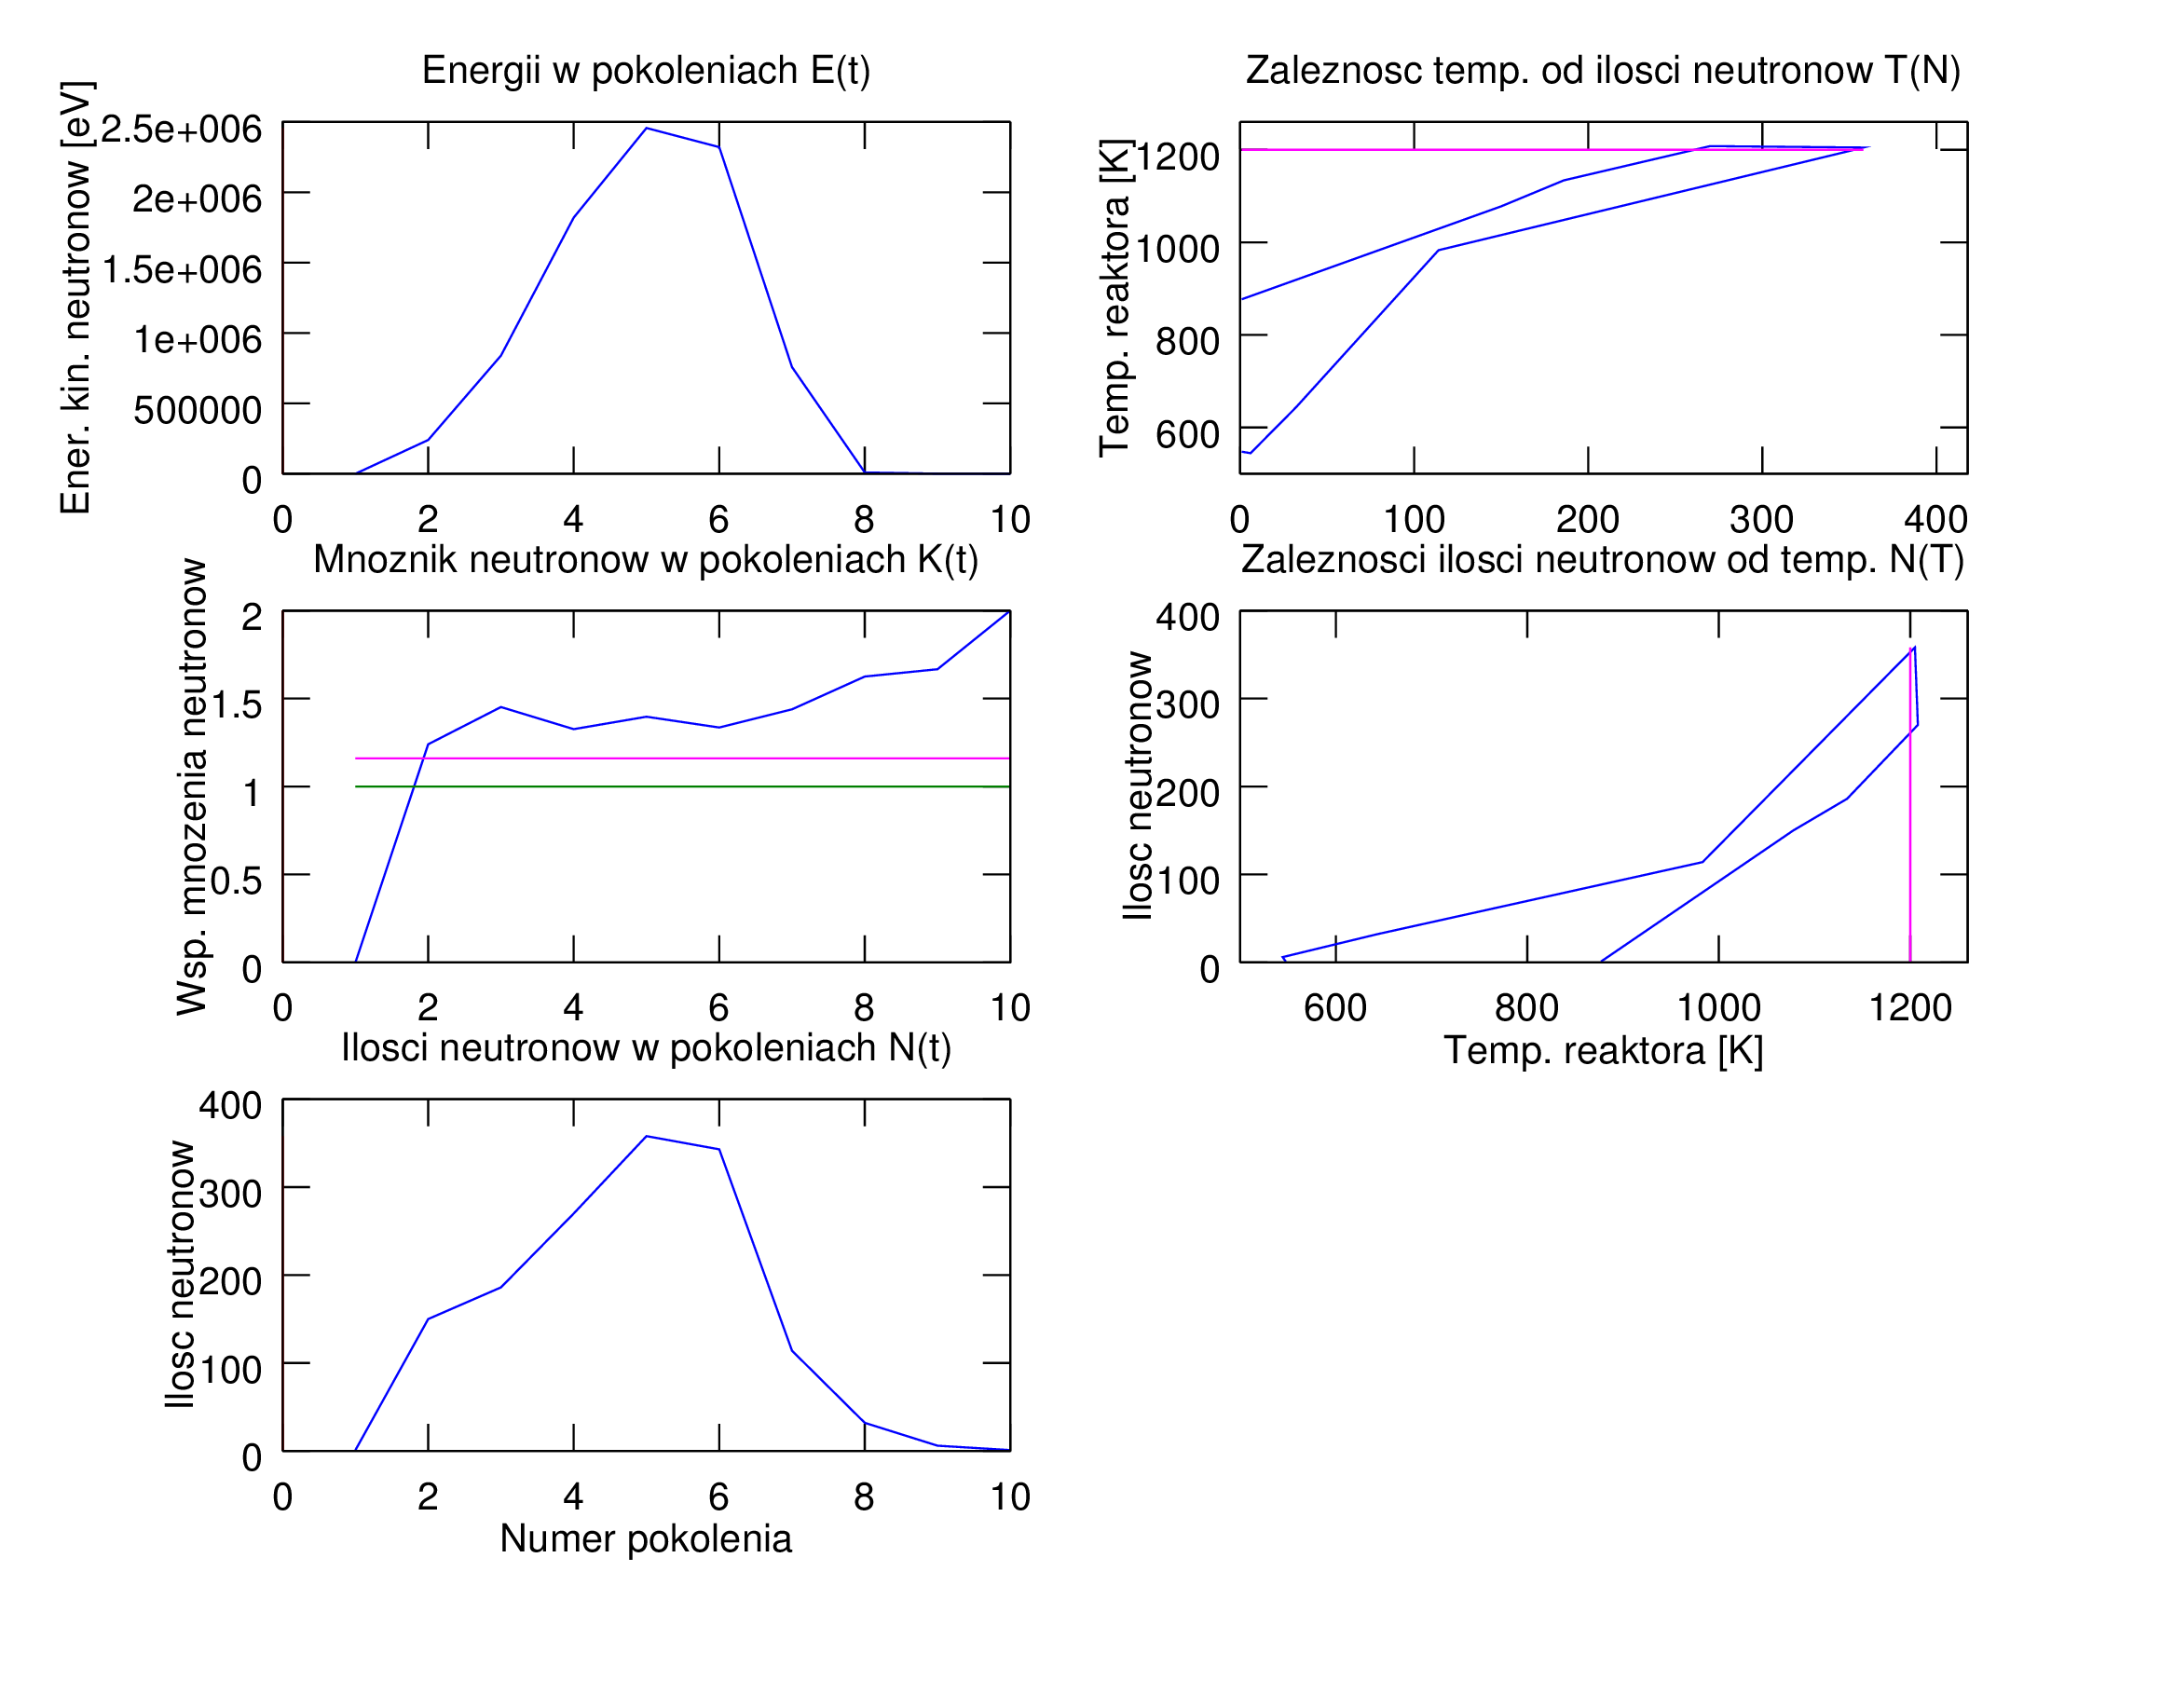 Energii w pokoleniach E(t)
Ener. kin. neutronow [eV]
2.5e+006
2e+006
1.5e+006
1e+006
500000
0
0 2 4 6 8 10
Zaleznosc temp. od ilosci neutronow T(N)
Temp. reaktora [K]
1200
1000
800
600
0 100 200 300 400
Mnoznik neutronow w pokoleniach K(t)
Wsp. mnozenia neutronow
2
1.5
1
0.5
0
0 2 4 6 8 10
Zaleznosci ilosci neutronow od temp. N(T)
Ilosc neutronow
400
300
200
100
0
600 800 1000 1200
Temp. reaktora [K]
Ilosci neutronow w pokoleniach N(t)
Ilosc neutronow
400
300
200
100
0
0 2 4 6 8 10
Numer pokolenia